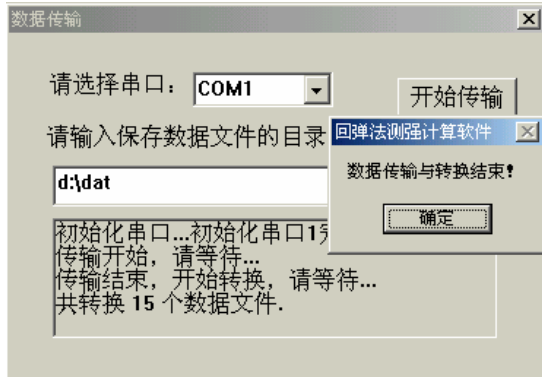 数据传输
请选择串口：
COM1
开始传输
请输入保存数据文件的目录
d:\dat
回弹法测强计算软件
数据传输与转换结束!
确定
初始化串口...初始化串口1
传输开始，请等待...
传输结束，开始转换，请等待...
共转换 15 个数据文件.